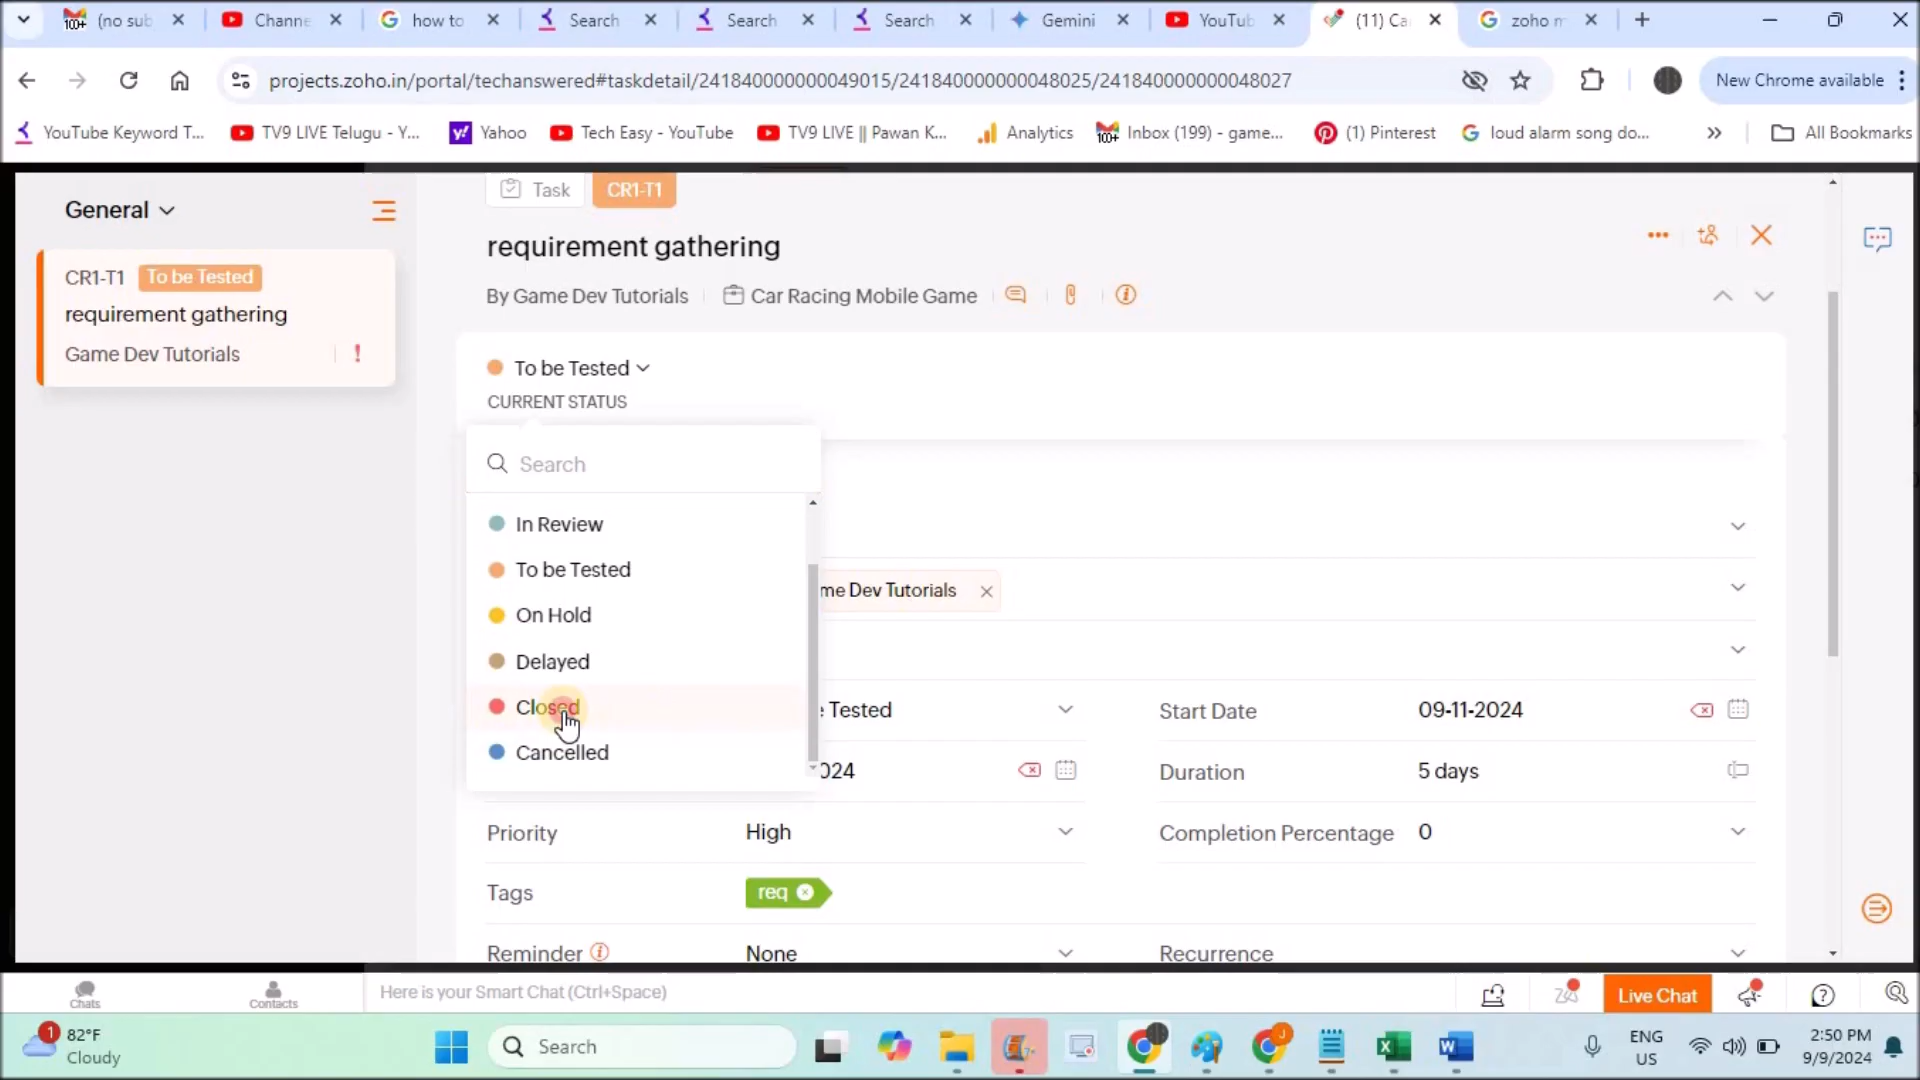 (no sub
Channe
how to
Search
Search
Search
Gemini
YouTub
(11) Ca
zoho m
projects.zoho.in/portal/techanswered#taskdetail/241840000000049015/241840000000048025/241840000000048027
New Chrome available
YouTube Keyword T...
TV9 LIVE Telugu - Y...
Yahoo
Tech Easy - YouTube
TV9 LIVE || Pawan K...
Analytics
Inbox (199) - game...
(1) Pinterest
loud alarm song do...
All Bookmarks
General
CR1-T1 To be Tested
requirement gathering
Game Dev Tutorials
Task CR1-T1
requirement gathering
By Game Dev Tutorials Car Racing Mobile Game
To be Tested
CURRENT STATUS
Search
In Review
To be Tested
On Hold
Delayed
Closed
Cancelled
me Dev Tutorials
Tested
Start Date 09-11-2024
024
Duration 5 days
Priority High
Completion Percentage 0
Tags req
Reminder None
Recurrence
Chats
Contacts
Here is your Smart Chat (Ctrl+Space)
Live Chat
1 82°F
Cloudy
Search
ENG
US
2:50 PM
9/9/2024